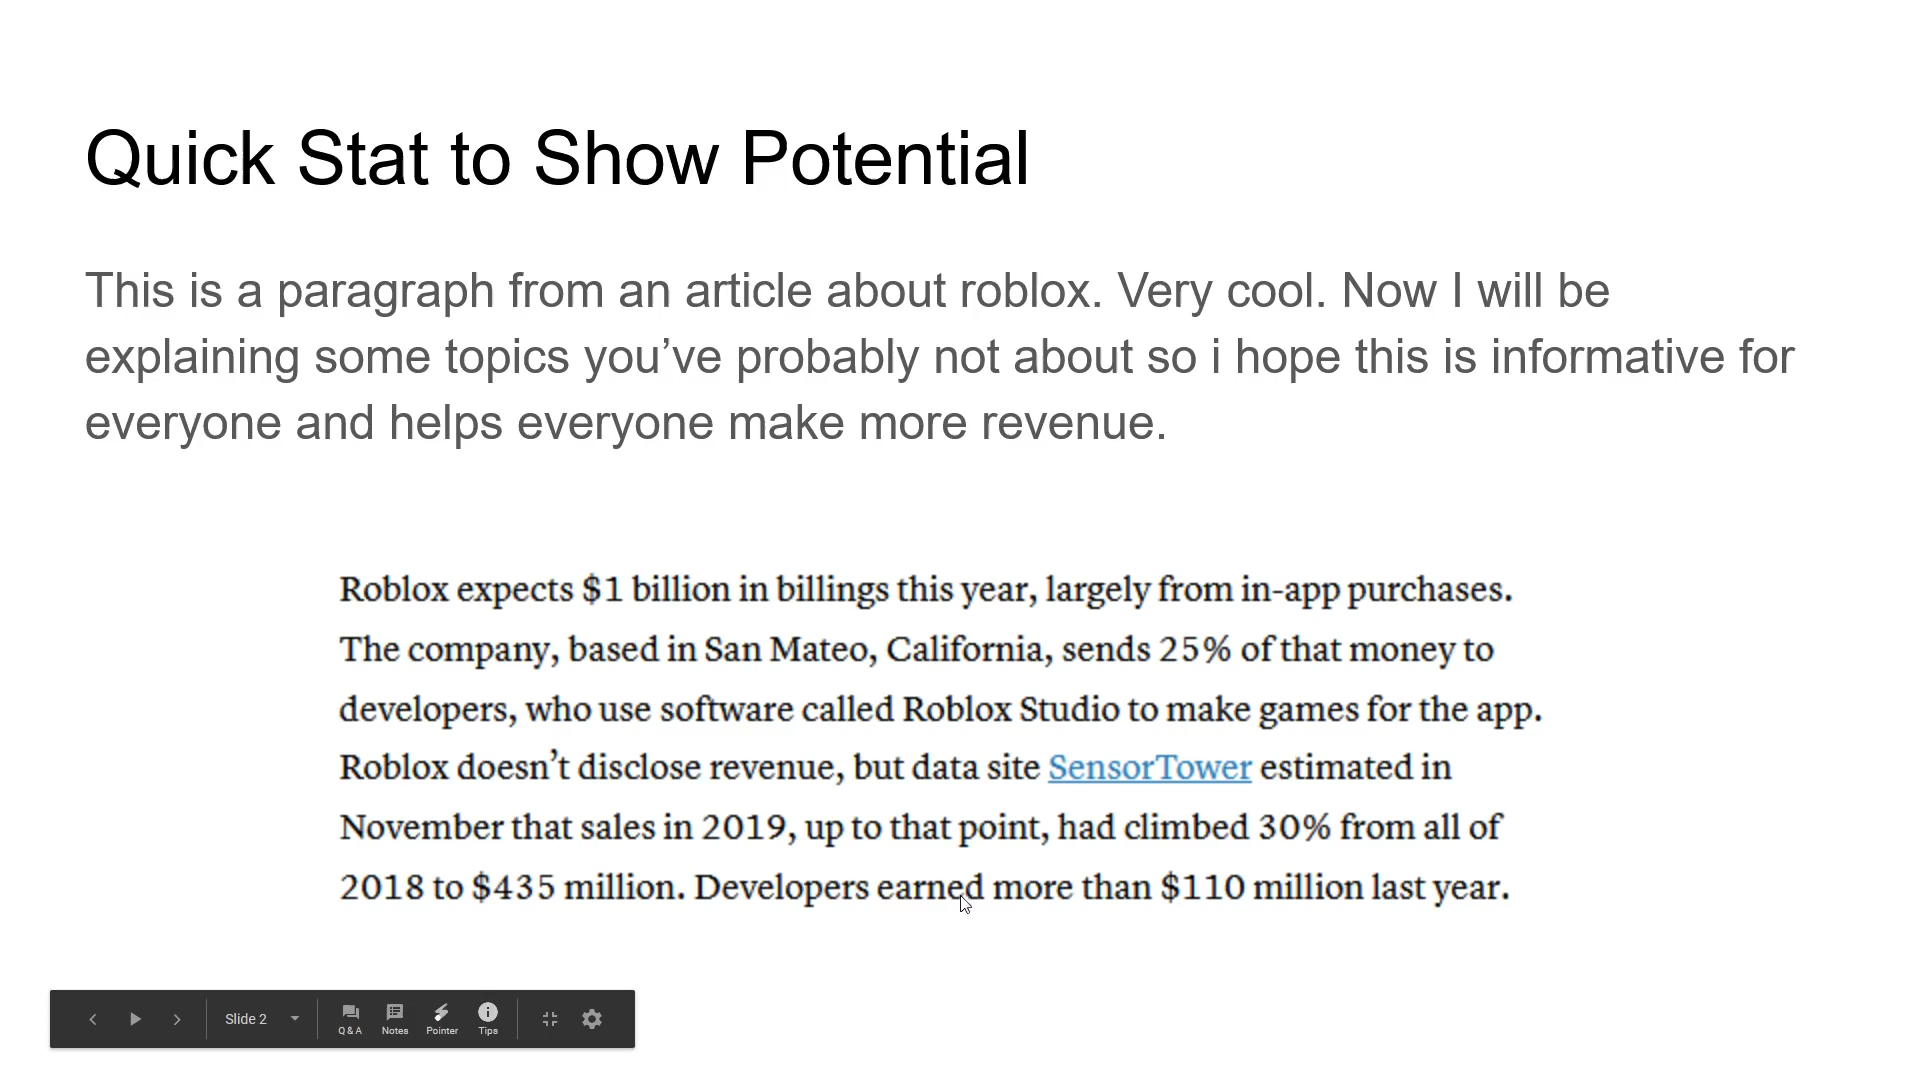 Quick Stat to Show Potential
This is a paragraph from an article about roblox. Very cool. Now I will be
explaining some topics you’ve probably not about so i hope this is informative for
everyone and helps everyone make more revenue.
Roblox expects $1 billion in billings this year, largely from in-app purchases.
The company, based in San Mateo, California, sends 25% of that money to
developers, who use software called Roblox Studio to make games for the app.
Roblox doesn’t disclose revenue, but data site SensorTower estimated in
November that sales in 2019, up to that point, had climbed 30% from all of
2018 to $435 million. Developers earned more than $110 million last year.
Slide 2
Q & A Notes Pointer Tips